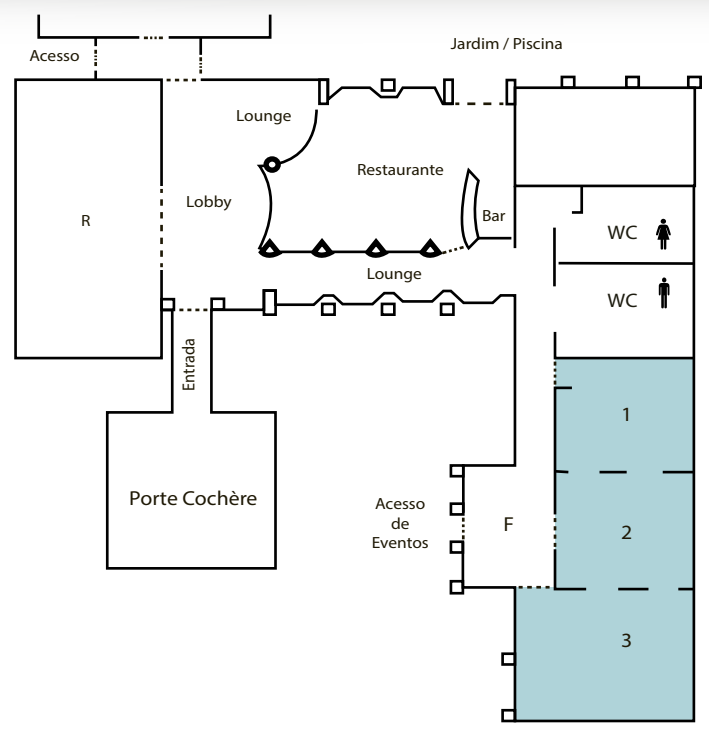 Jardim / Piscina
Acesso
Lounge
Restaurante
Lobby
Bar
R
WC
Lounge
WC
Entrada
1
Porte Cochère
Acesso
de
Eventos
F
2
3